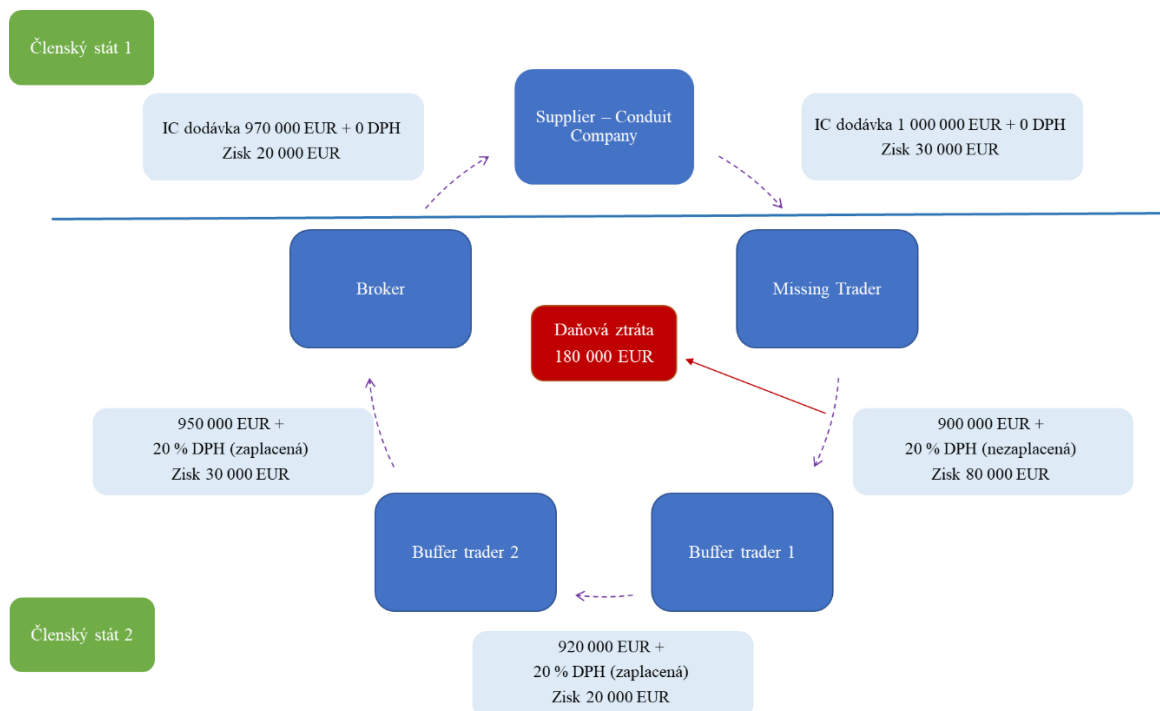 Členský stát 1
IC dodávka 970 000 EUR + 0 DPH
Zisk 20 000 EUR
Supplier – Conduit
Company
IC dodávka 1 000 000 EUR + 0 DPH
Zisk 30 000 EUR
Broker
Missing Trader
Daňová ztráta
180 000 EUR
950 000 EUR +
20 % DPH (zaplacená)
Zisk 30 000 EUR
900 000 EUR +
20 % DPH (nezaplacená)
Zisk 80 000 EUR
Buffer trader 2
Buffer trader 1
Členský stát 2
920 000 EUR +
20 % DPH (zaplacená)
Zisk 20 000 EUR